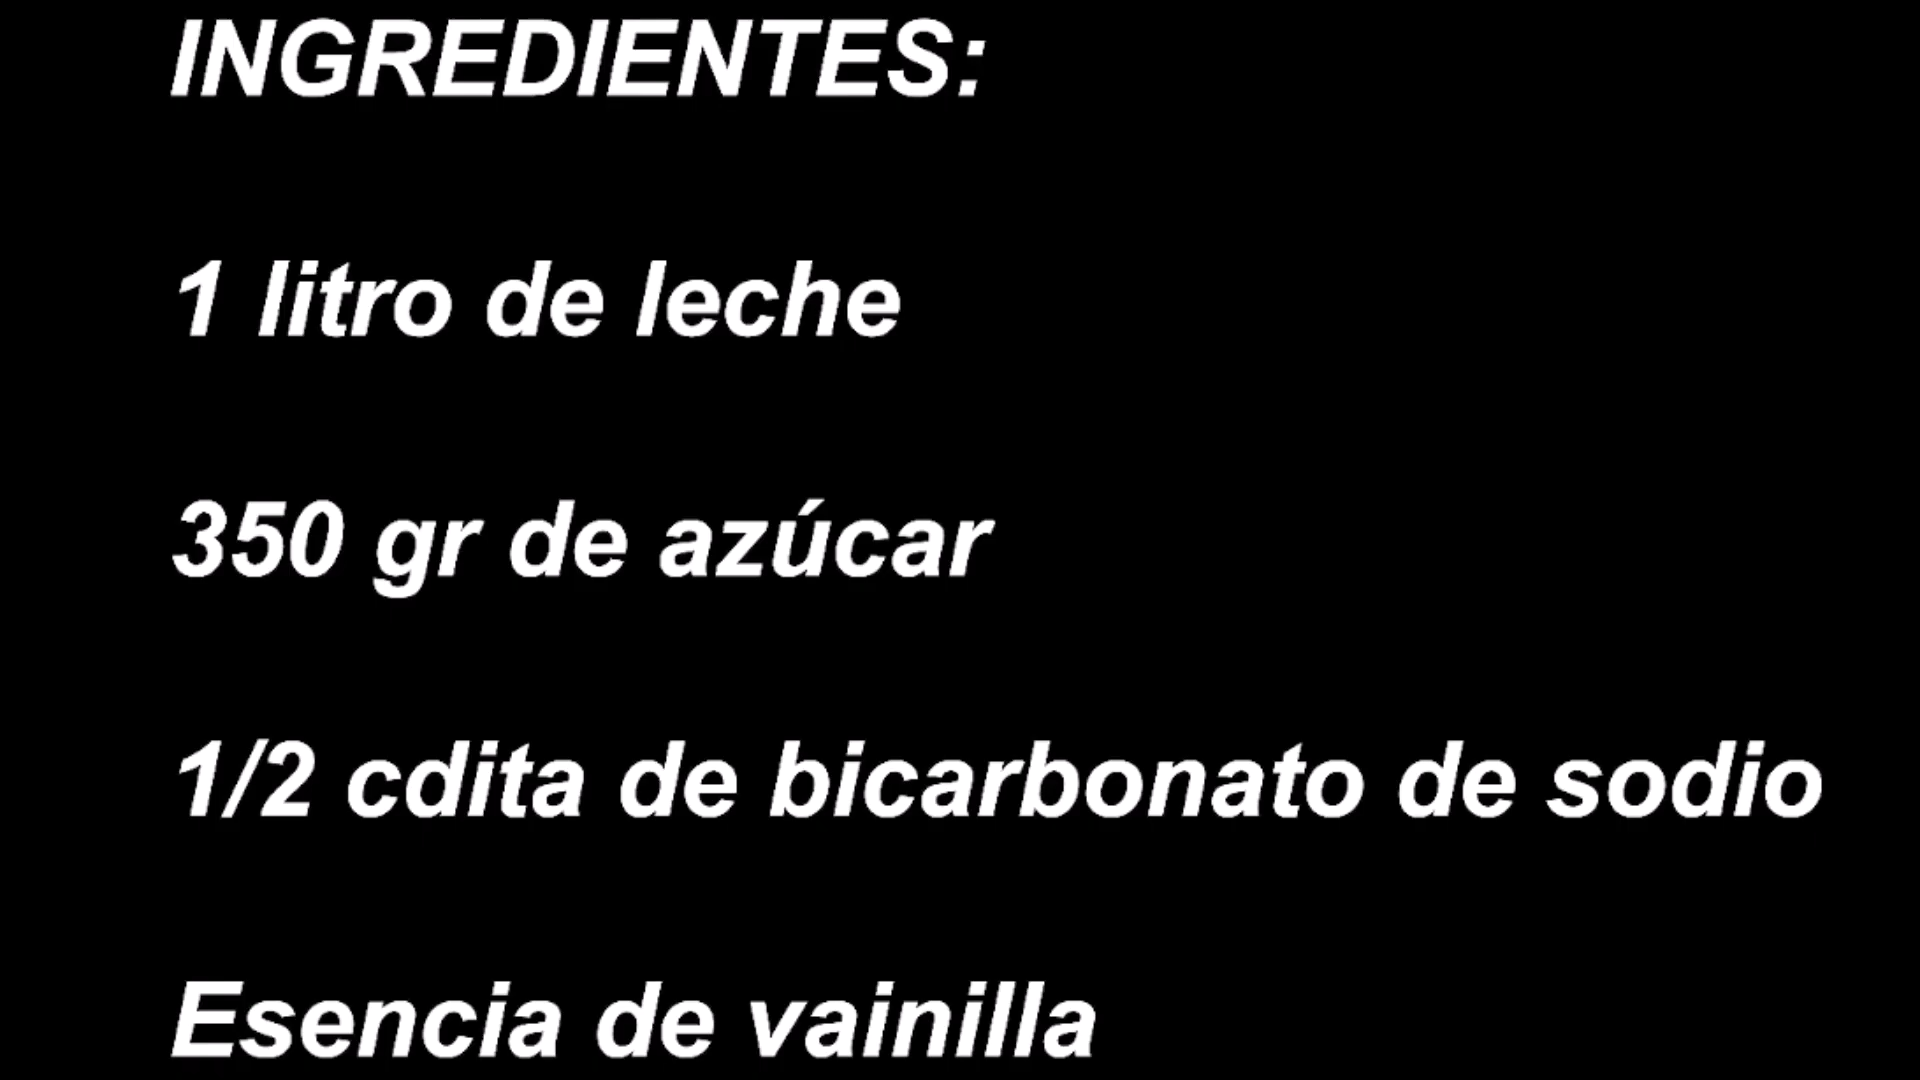 INGREDIENTES:
1 litro de leche
350 gr de azúcar
1/2 cdita de bicarbonato de sodio
Esencia de vainilla